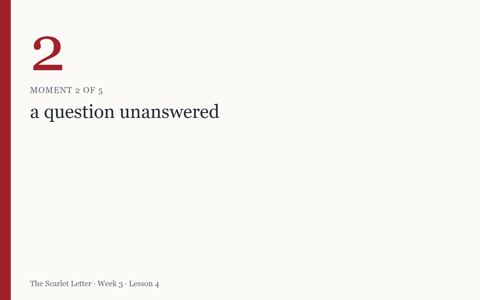 2
MOMENT 2 OF 5
a question unanswered
The Scarlet Letter · Week 3 · Lesson 4